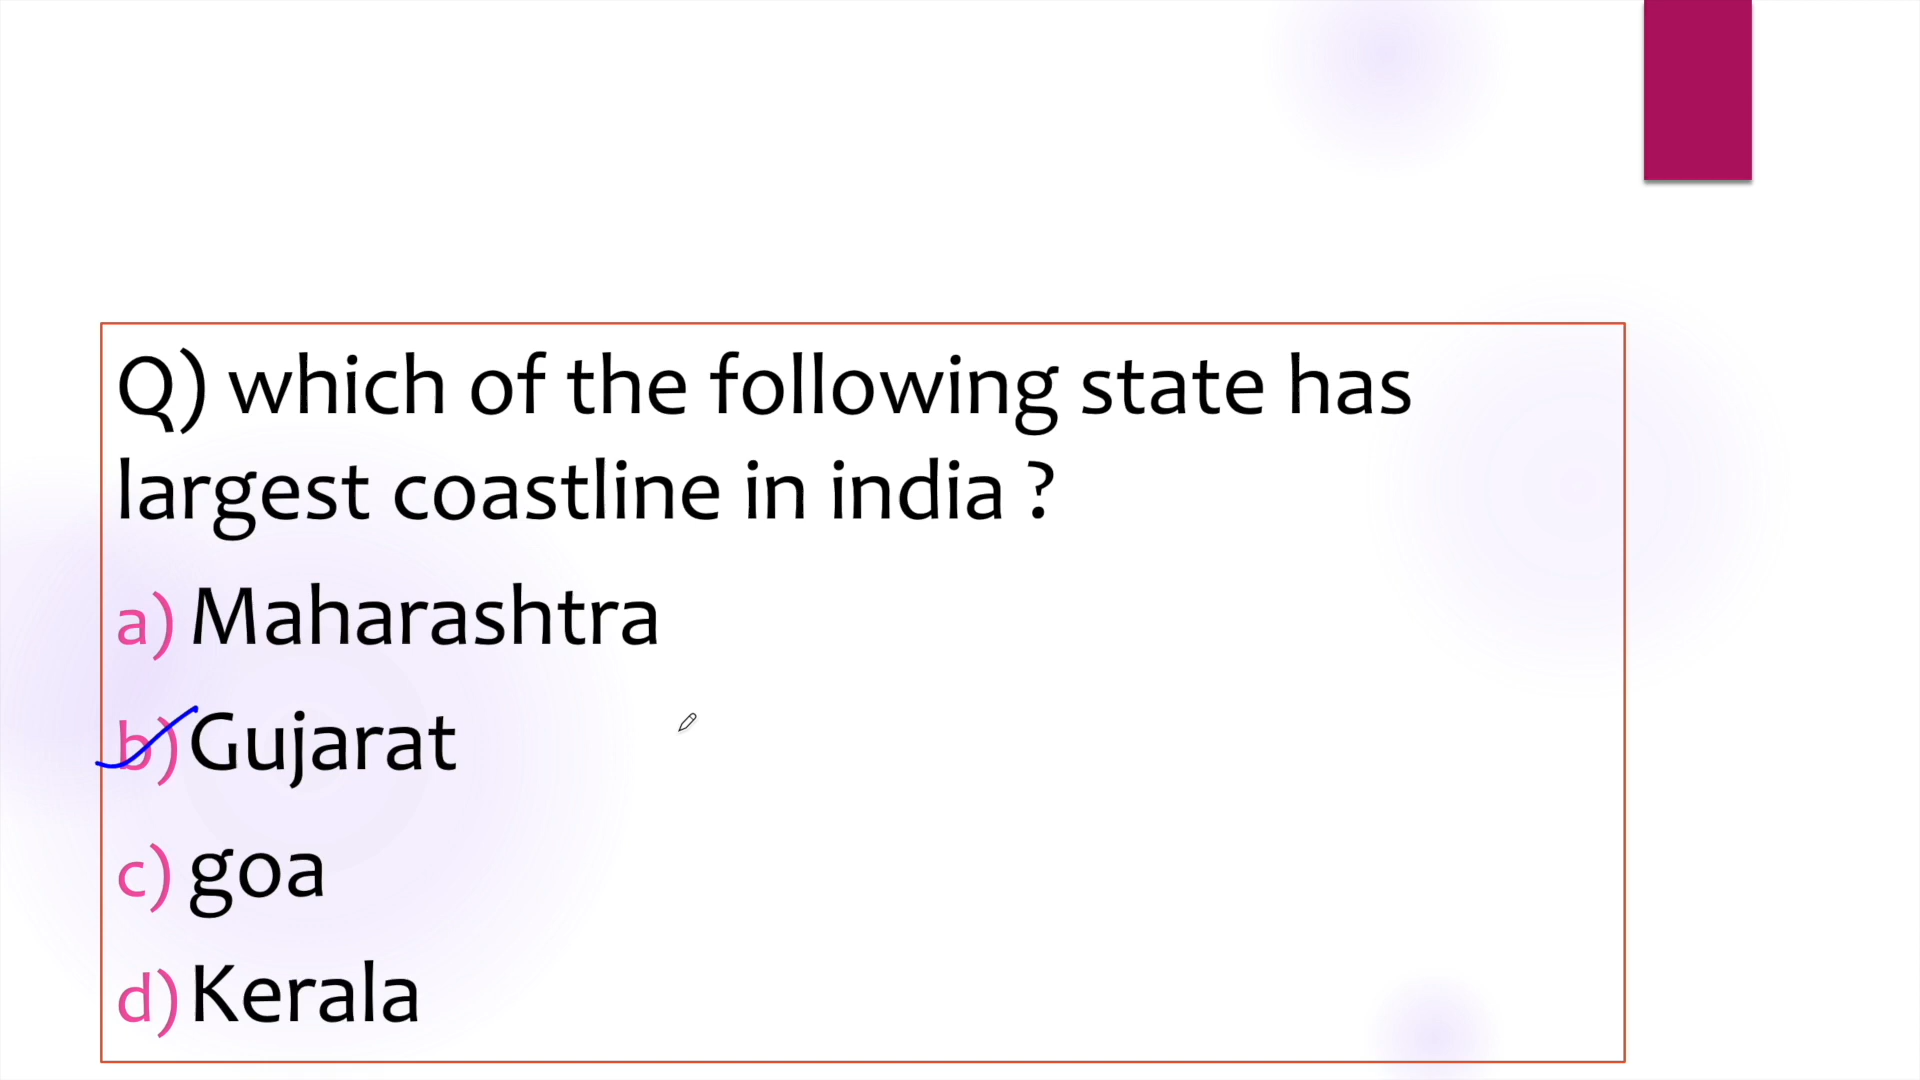 Q) which of the following state has
largest coastline in india ?
a) Maharashtra
b) Gujarat
c) goa
d) Kerala